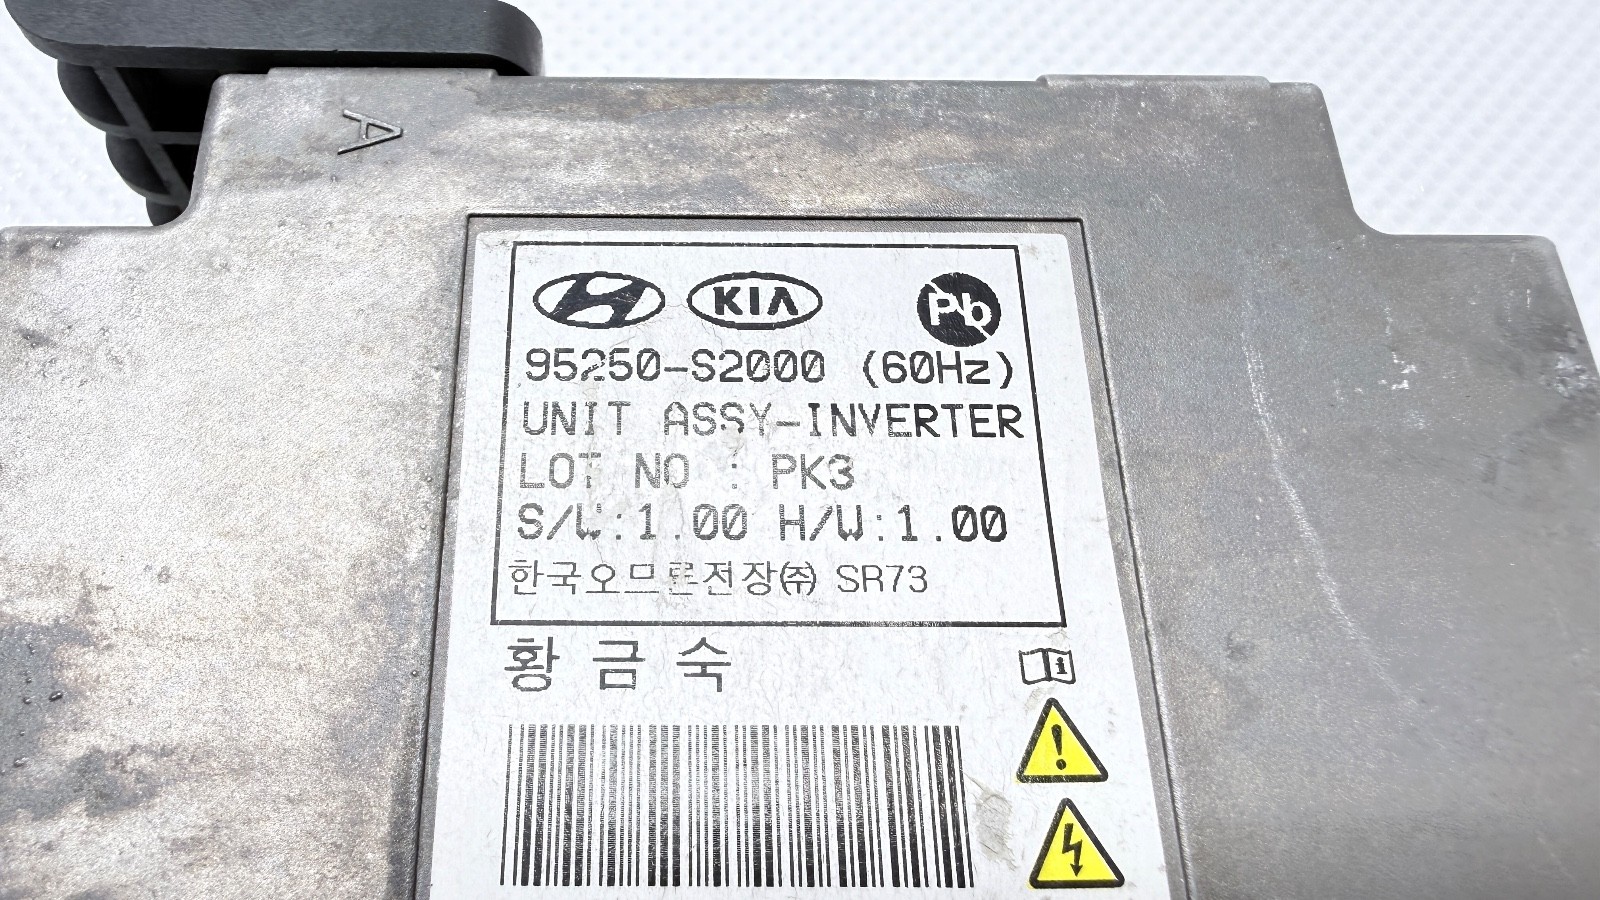 A
KIA Pb
95250-S2000 (60Hz)
UNIT ASSY-INVERTER
LOT NO : PK3
S/W:1.00 H/W:1.00
한국오므론전장㈜ SR73
황금숙